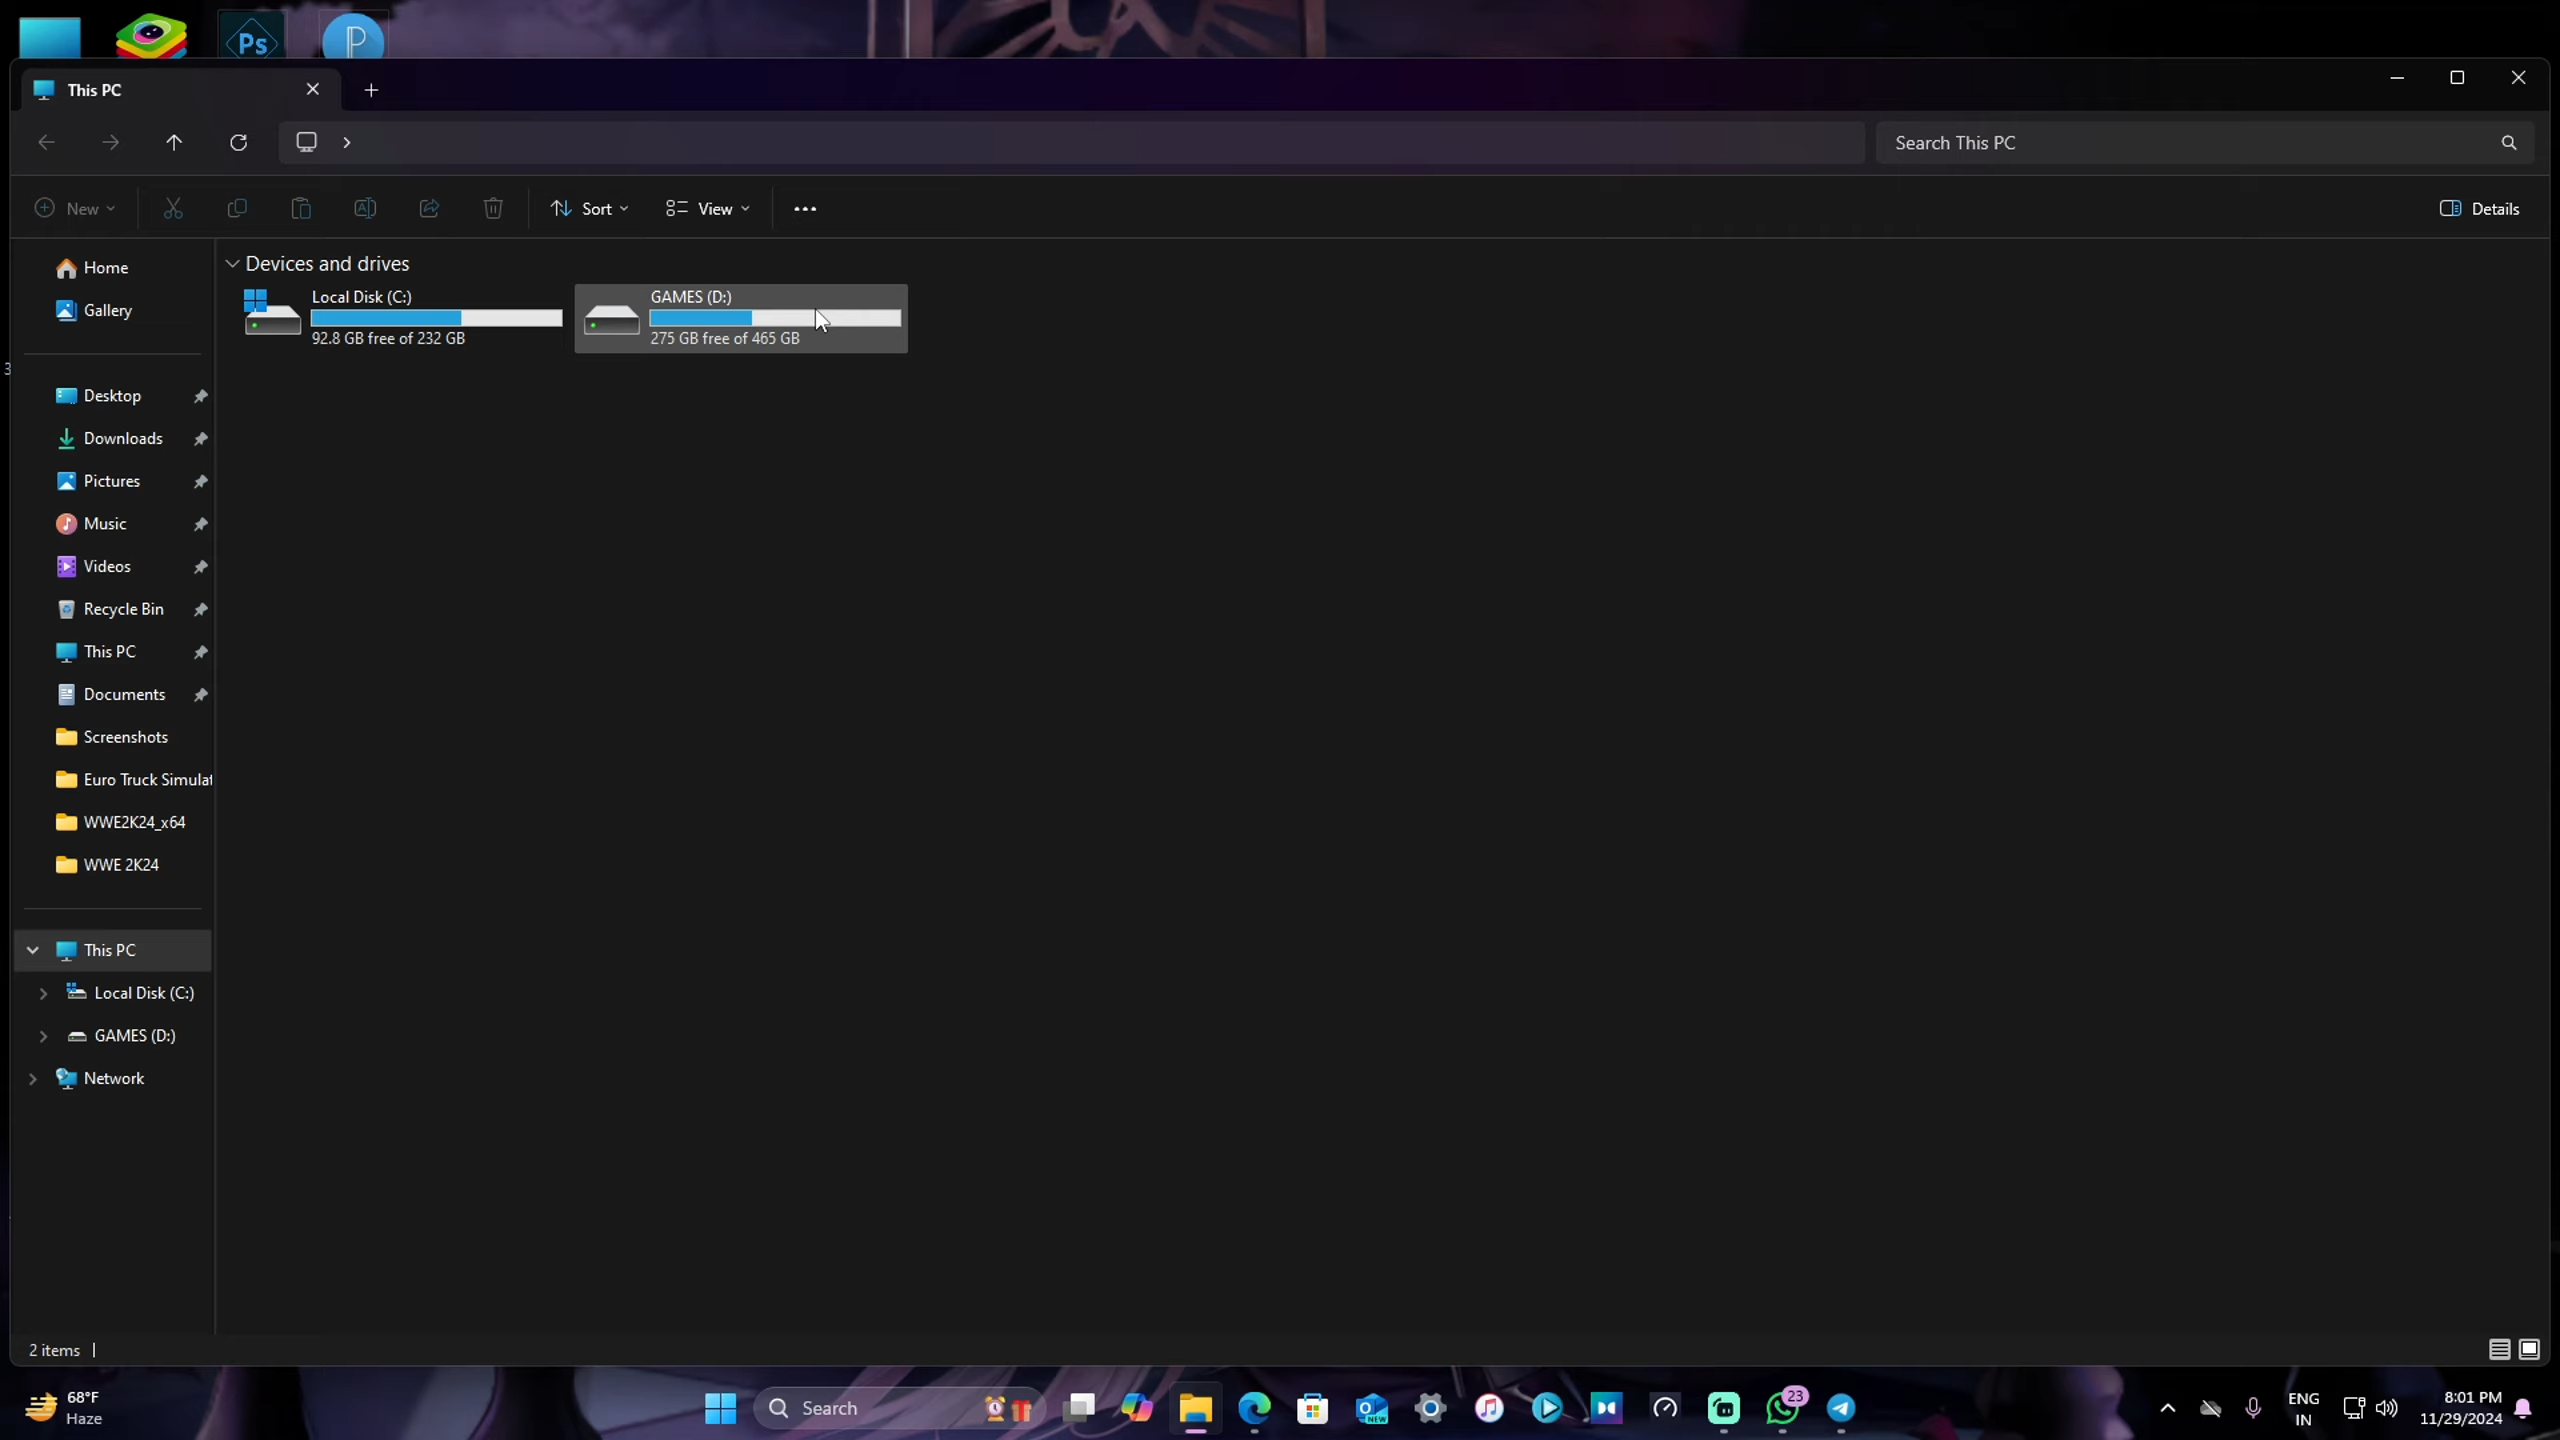 Ps
P
This PC
Search This PC
New
Sort
View
Details
Home
Gallery
Devices and drives
Local Disk (C:)
92.8 GB free of 232 GB
GAMES (D:)
275 GB free of 465 GB
3
Desktop
Downloads
Pictures
Music
Videos
Recycle Bin
This PC
Documents
Screenshots
Euro Truck Simulat
WWE2K24_x64
WWE 2K24
This PC
Local Disk (C:)
GAMES (D:)
Network
2 items
68°F
Haze
Search
NEW
23
ENG
IN
8:01 PM
11/29/2024